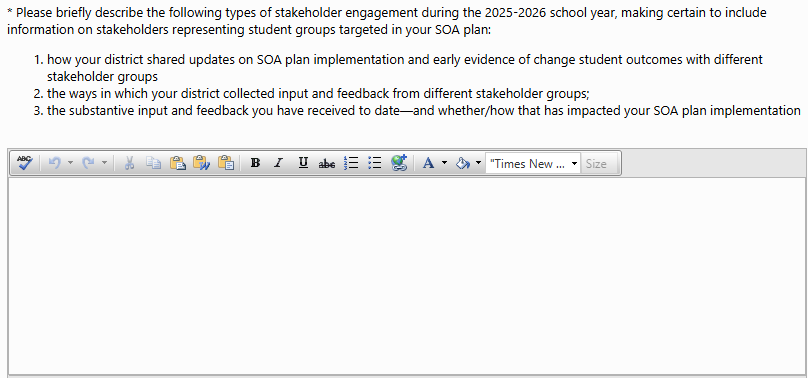 * Please briefly describe the following types of stakeholder engagement during the 2025-2026 school year, making certain to include
information on stakeholders representing student groups targeted in your SOA plan:
1. how your district shared updates on SOA plan implementation and early evidence of change student outcomes with different
stakeholder groups
2. the ways in which your district collected input and feedback from different stakeholder groups;
3. the substantive input and feedback you have received to date—and whether/how that has impacted your SOA plan implementation
ABC B I U abc A "Times New ... Size